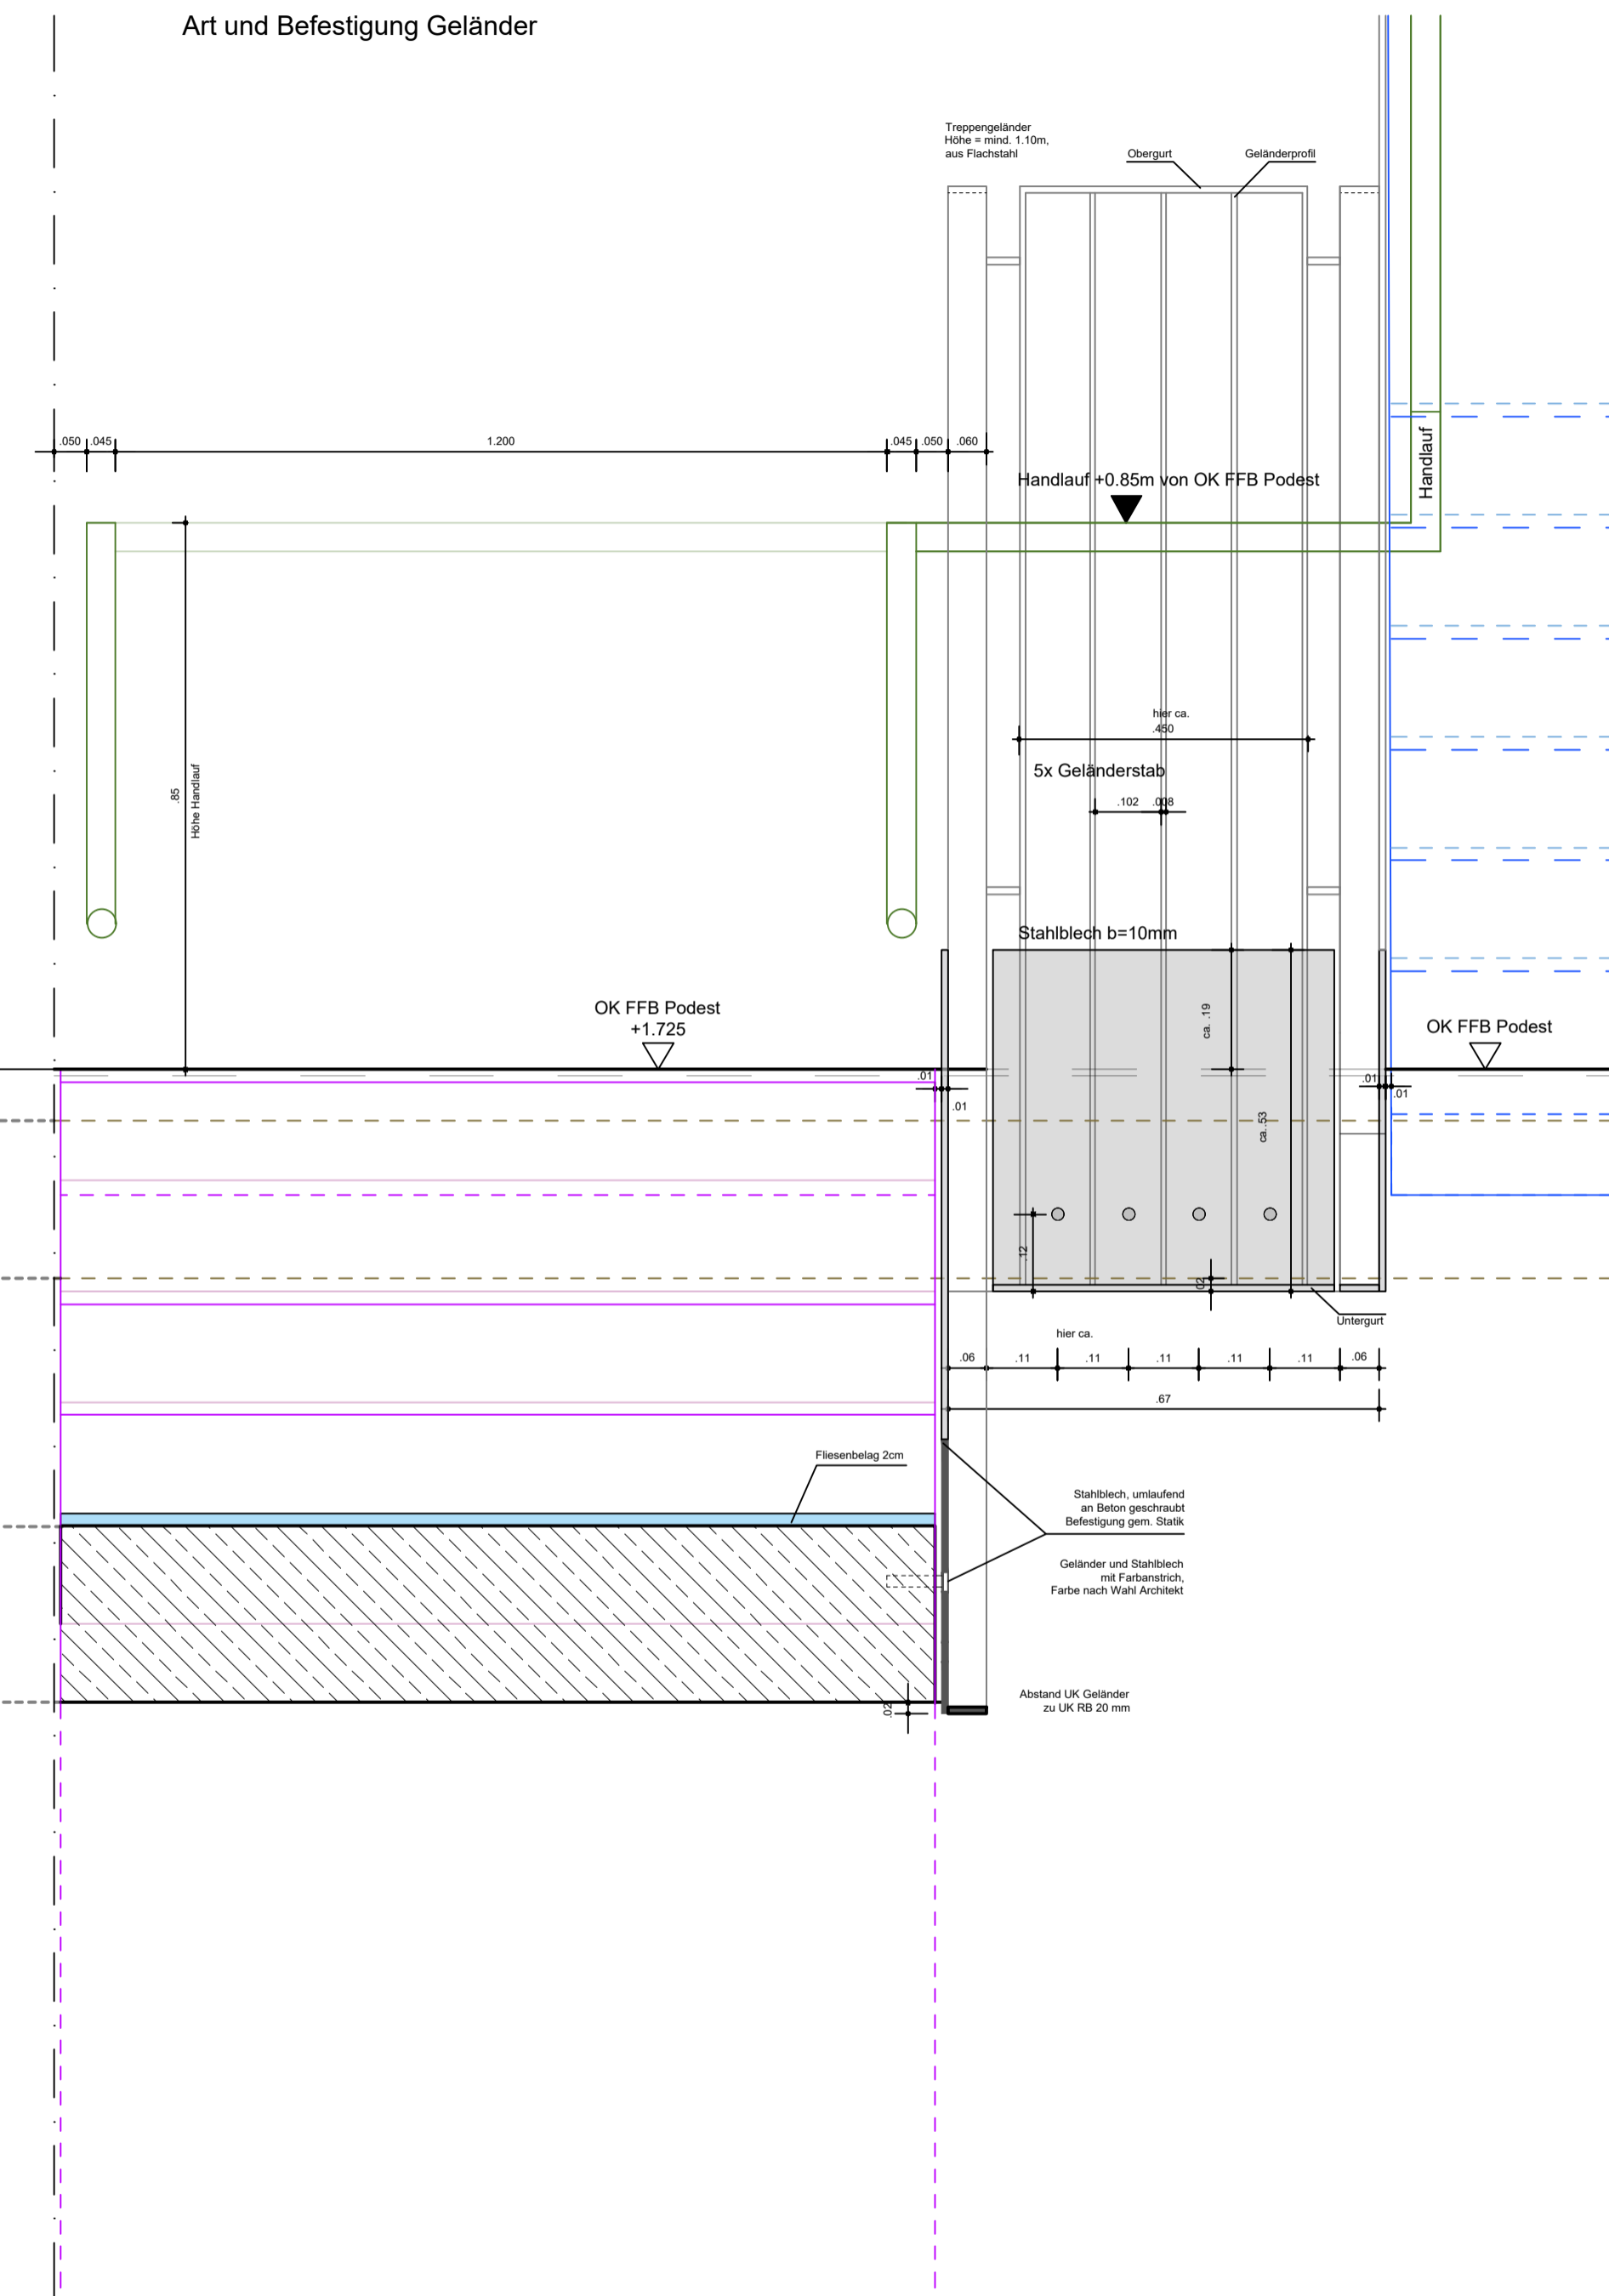 Art und Befestigung Geländer
Treppengeländer
Höhe = mind. 1.10m,
aus Flachstahl
Obergurt
Geländerprofil
.050
.045
1.200
.045
.050
.060
Handlauf
Handlauf +0.85m von OK FFB Podest
hier ca.
.450
5x Geländerstab
.102
.008
.85
Höhe Handlauf
Stahlblech b=10mm
OK FFB Podest
+1.725
ca. .19
OK FFB Podest
.01
.01
.01
.01
ca. .53
.12
.02
Untergurt
hier ca.
.06
.11
.11
.11
.11
.11
.06
.67
Fliesenbelag 2cm
Stahlblech, umlaufend
an Beton geschraubt
Befestigung gem. Statik
Geländer und Stahlblech
mit Farbanstrich,
Farbe nach Wahl Architekt
Abstand UK Geländer
zu UK RB 20 mm
.02